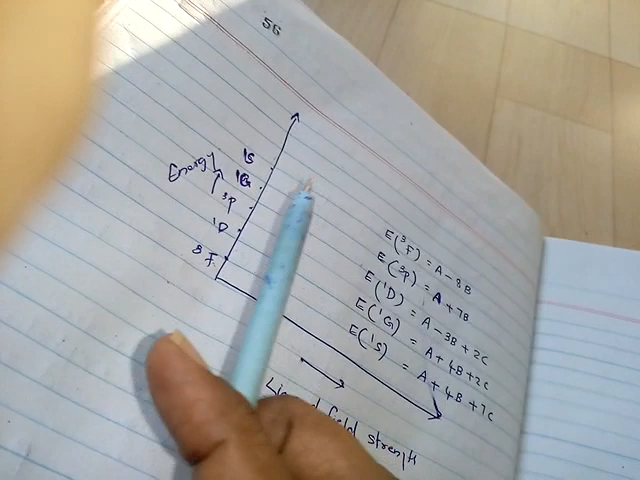 56
1S
1G
Energy
3P
1D
3F
E(3F) = A-8B
E(3P) = A+7B
E(1D) = A-3B+2C
E(1G) = A+4B+2C
E(1S) = A+14B+7C
field strength